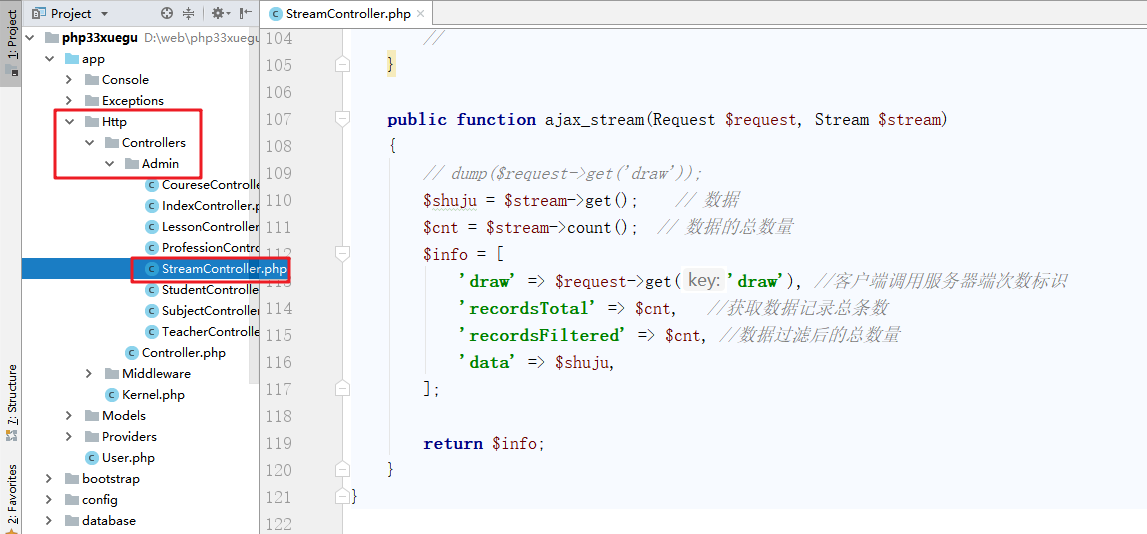 Project
StreamController.php
1: Project
7: Structure
2: Favorites
php33xuegu D:\web\php33xuegu
app
Console
Exceptions
Http
Controllers
Admin
CoureseControlle
IndexController.p
LessonController
ProfessionContro
StreamController.php
StudentControlle
SubjectController
TeacherControlle
Controller.php
Middleware
Kernel.php
Models
Providers
User.php
bootstrap
config
database
104 //
105 }
106
107 public function ajax_stream(Request $request, Stream $stream)
108 {
109 // dump($request->get('draw'));
110 $shuju = $stream->get(); // 数据
111 $cnt = $stream->count(); // 数据的总数量
112 $info = [
113 'draw' => $request->get( key: 'draw'), //客户端调用服务器端次数标识
114 'recordsTotal' => $cnt, //获取数据记录总条数
115 'recordsFiltered' => $cnt, //数据过滤后的总数量
116 'data' => $shuju,
117 ];
118
119 return $info;
120 }
121 }
122